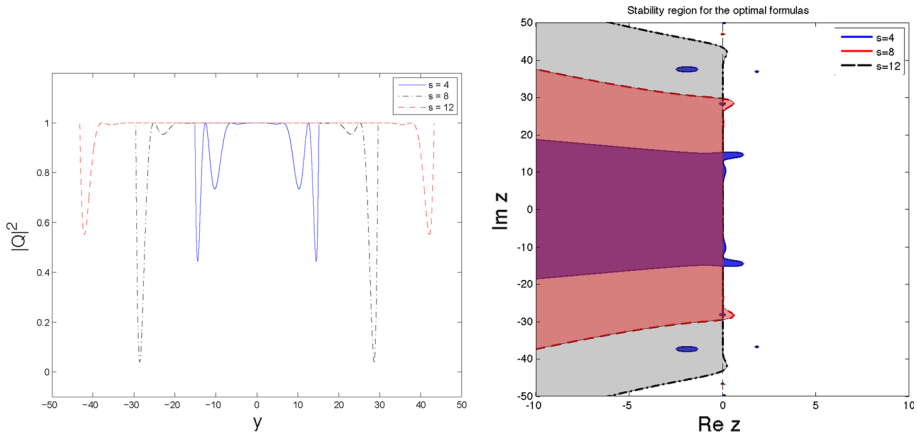 s = 4
s = 8
s = 12
|Q|²
1
0.8
0.6
0.4
0.2
0
−50 −40 −30 −20 −10 0 10 20 30 40 50
y
Stability region for the optimal formulas
s=4
s=8
s=12
Im z
50
40
30
20
10
0
-10
-20
-30
-40
-50
-10 -5 0 5 10
Re z